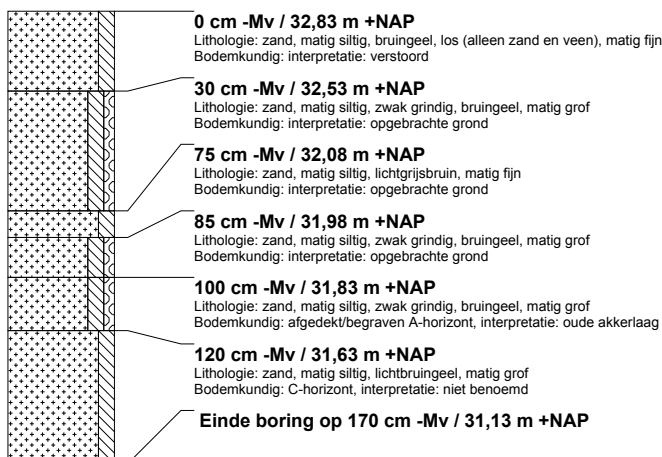 0 cm -Mv / 32,83 m +NAP
Lithologie: zand, matig siltig, bruingeel, los (alleen zand en veen), matig fijn
Bodemkundig: interpretatie: verstoord
30 cm -Mv / 32,53 m +NAP
Lithologie: zand, matig siltig, zwak grindig, bruingeel, matig grof
Bodemkundig: interpretatie: opgebrachte grond
75 cm -Mv / 32,08 m +NAP
Lithologie: zand, matig siltig, lichtgrijsbruin, matig fijn
Bodemkundig: interpretatie: opgebrachte grond
85 cm -Mv / 31,98 m +NAP
Lithologie: zand, matig siltig, zwak grindig, bruingeel, matig grof
Bodemkundig: interpretatie: opgebrachte grond
100 cm -Mv / 31,83 m +NAP
Lithologie: zand, matig siltig, zwak grindig, bruingeel, matig grof
Bodemkundig: afgedekt/begraven A-horizont, interpretatie: oude akkerlaag
120 cm -Mv / 31,63 m +NAP
Lithologie: zand, matig siltig, lichtbruingeel, matig grof
Bodemkundig: C-horizont, interpretatie: niet benoemd
Einde boring op 170 cm -Mv / 31,13 m +NAP